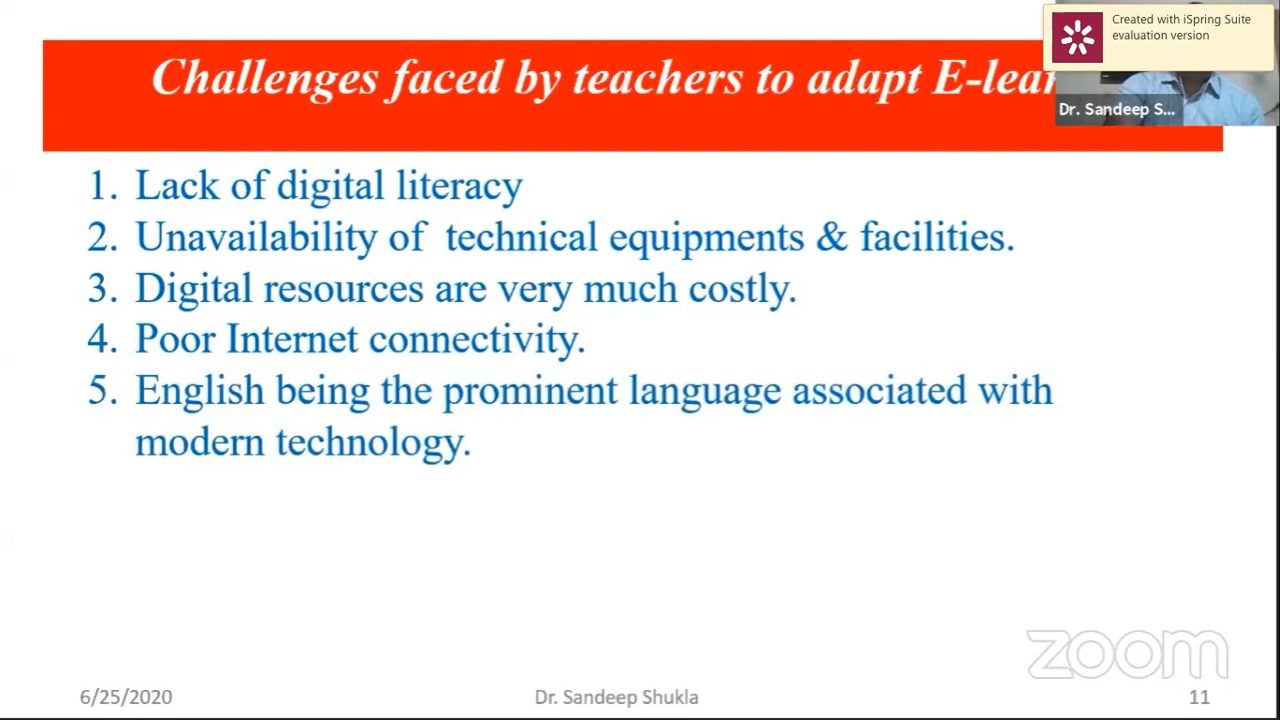 Created with iSpring Suite
evaluation version
Challenges faced by teachers to adapt E-lear
Dr. Sandeep S...
1. Lack of digital literacy
2. Unavailability of technical equipments & facilities.
3. Digital resources are very much costly.
4. Poor Internet connectivity.
5. English being the prominent language associated with
modern technology.
zoom
6/25/2020
Dr. Sandeep Shukla
11